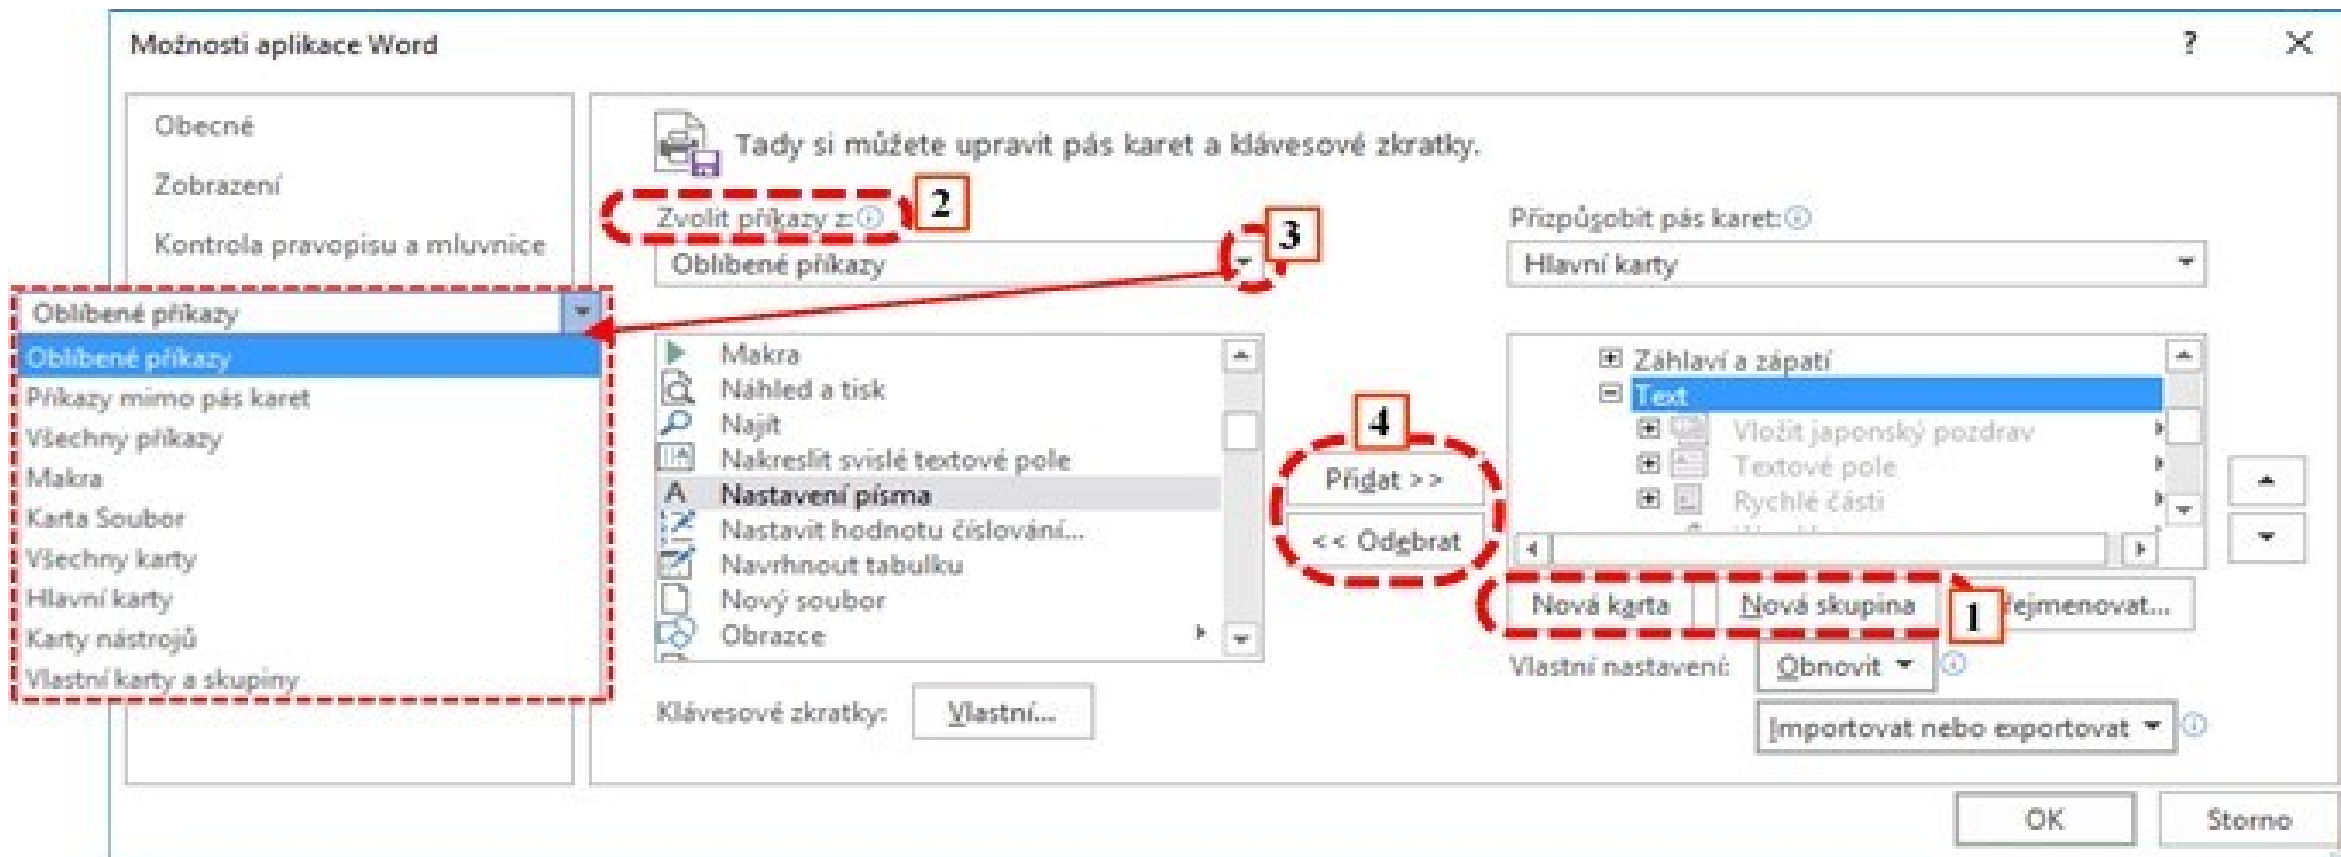 Možnosti aplikace Word
?
Obecné
Zobrazení
Kontrola pravopisu a mluvnice
Oblíbené příkazy
Oblíbené příkazy
Příkazy mimo pás karet
Všechny příkazy
Makra
Karta Soubor
Všechny karty
Hlavní karty
Karty nástrojů
Vlastní karty a skupiny
Tady si můžete upravit pás karet a klávesové zkratky.
Zvolit příkazy z:
2
3
Oblíbené příkazy
Makra
Náhled a tisk
Najít
Nakreslit svislé textové pole
Nastavení písma
Nastavit hodnotu číslování...
Navrhnout tabulku
Nový soubor
Obrazce
Klávesové zkratky: Vlastní...
4
Přidat >>
<< Odebrat
Přizpůsobit pás karet:
Hlavní karty
Záhlaví a zápatí
Text
Vložit japonský pozdrav
Textové pole
Rychlé části
Nová karta Nová skupina 1 ejmenovat...
Vlastní nastavení: Obnovit
Importovat nebo exportovat
OK Storno